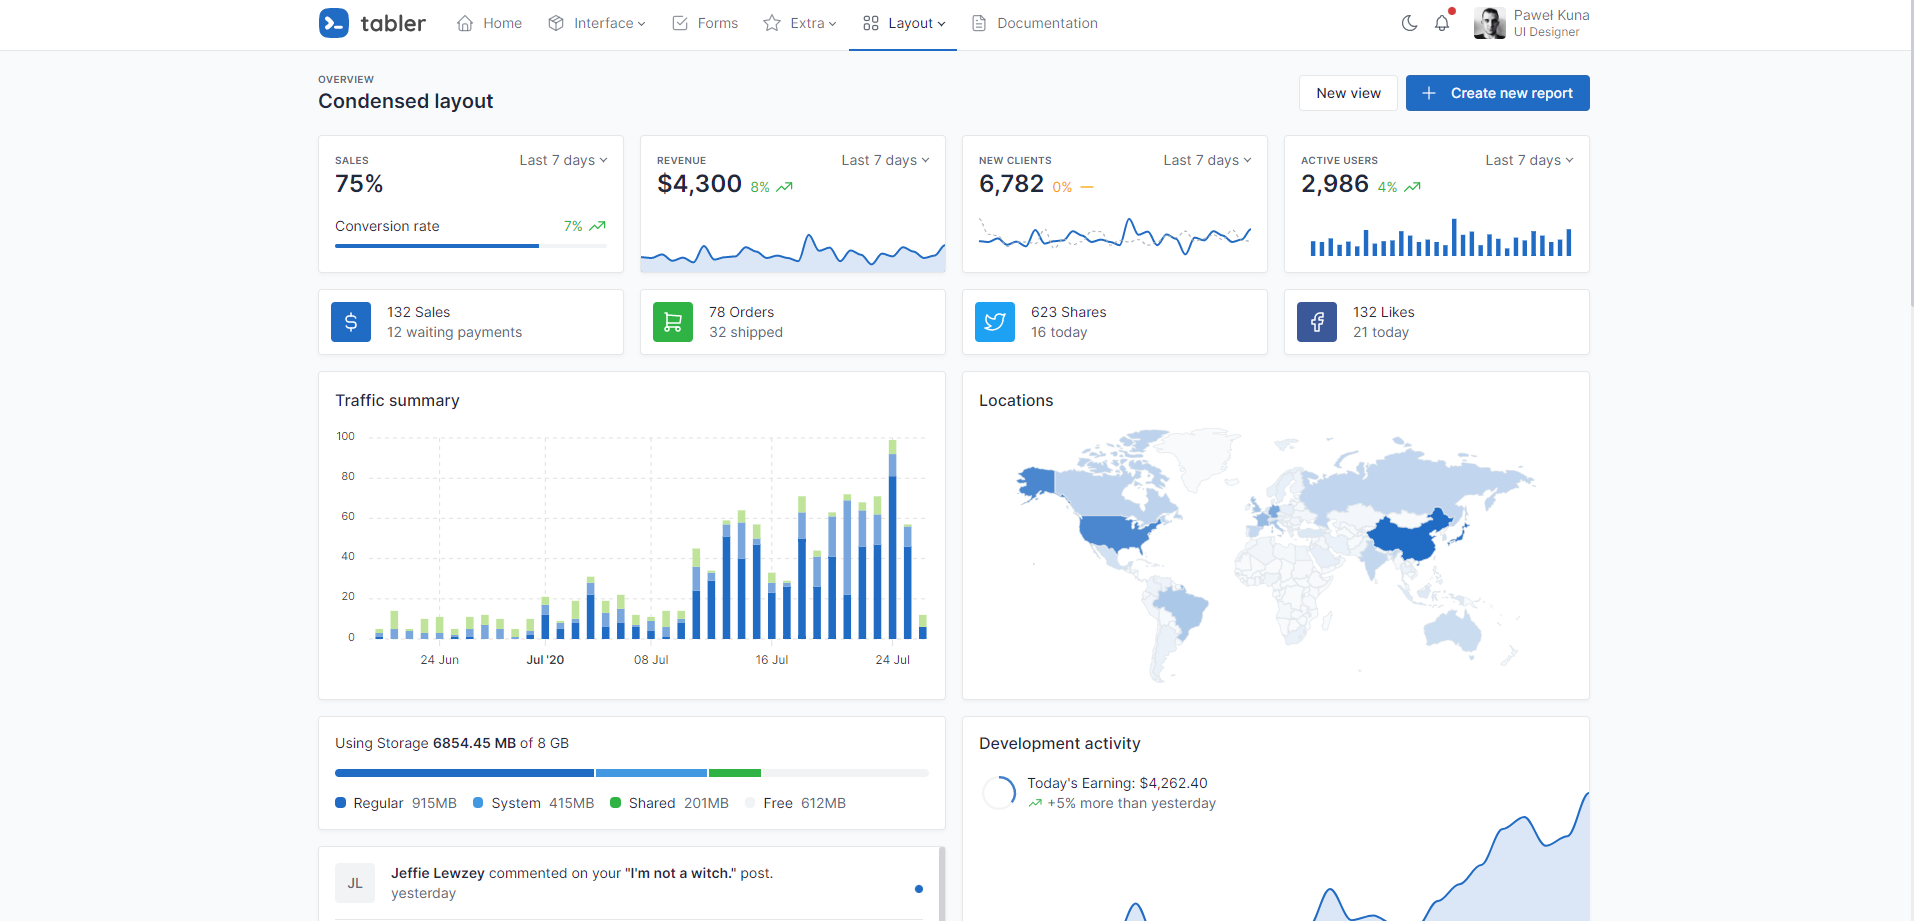 tabler Home Interface Forms Extra Layout Documentation
Paweł Kuna
UI Designer
OVERVIEW
Condensed layout
New view
Create new report
SALES Last 7 days
75%
Conversion rate 7%
REVENUE Last 7 days
$4,300 8%
NEW CLIENTS Last 7 days
6,782 0%
ACTIVE USERS Last 7 days
2,986 4%
132 Sales
12 waiting payments
78 Orders
32 shipped
623 Shares
16 today
132 Likes
21 today
Traffic summary
100
80
60
40
20
0
24 Jun Jul '20 08 Jul 16 Jul 24 Jul
Locations
Using Storage 6854.45 MB of 8 GB
Regular 915MB System 415MB Shared 201MB Free 612MB
Development activity
Today's Earning: $4,262.40
+5% more than yesterday
JL
Jeffie Lewzey commented on your "I'm not a witch." post.
yesterday